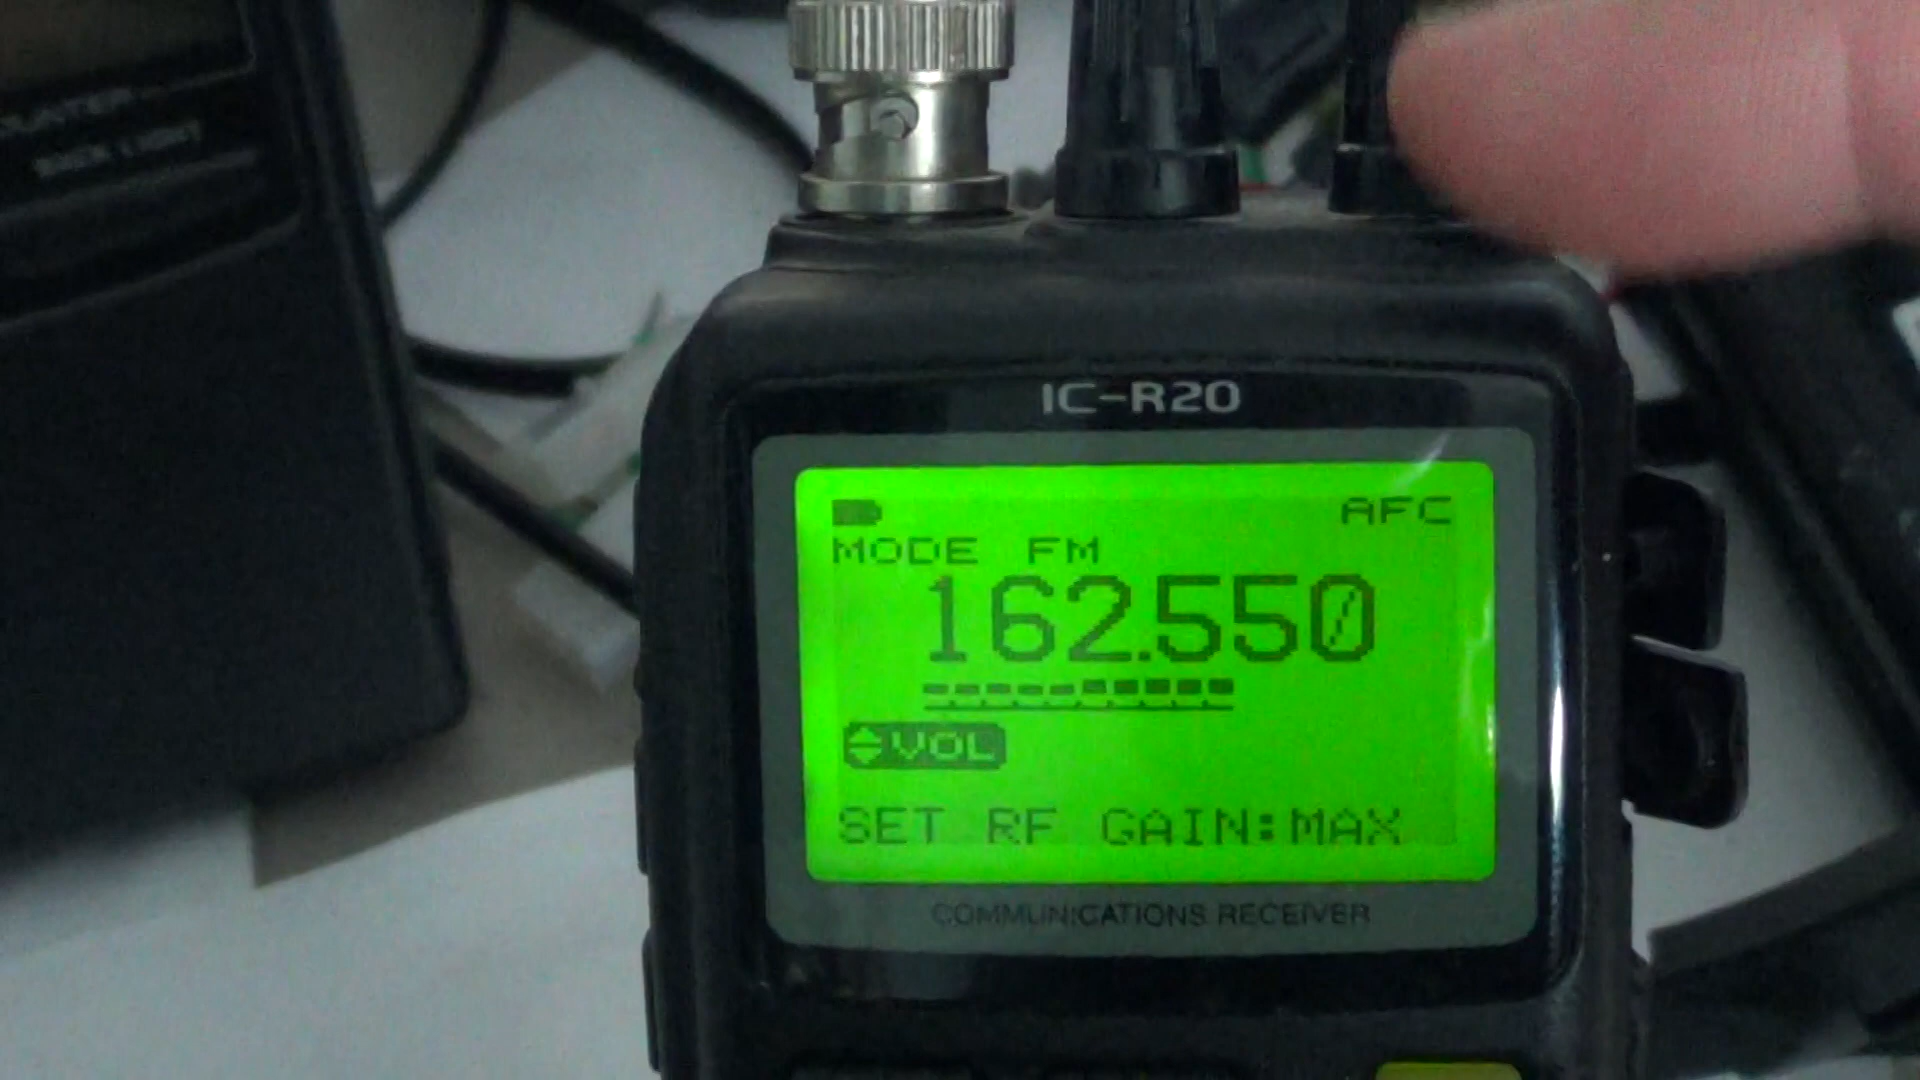 IC-R20
AFC
MODE FM
162.550
VOL
SET RF GAIN:MAX
COMMUNICATIONS RECEIVER